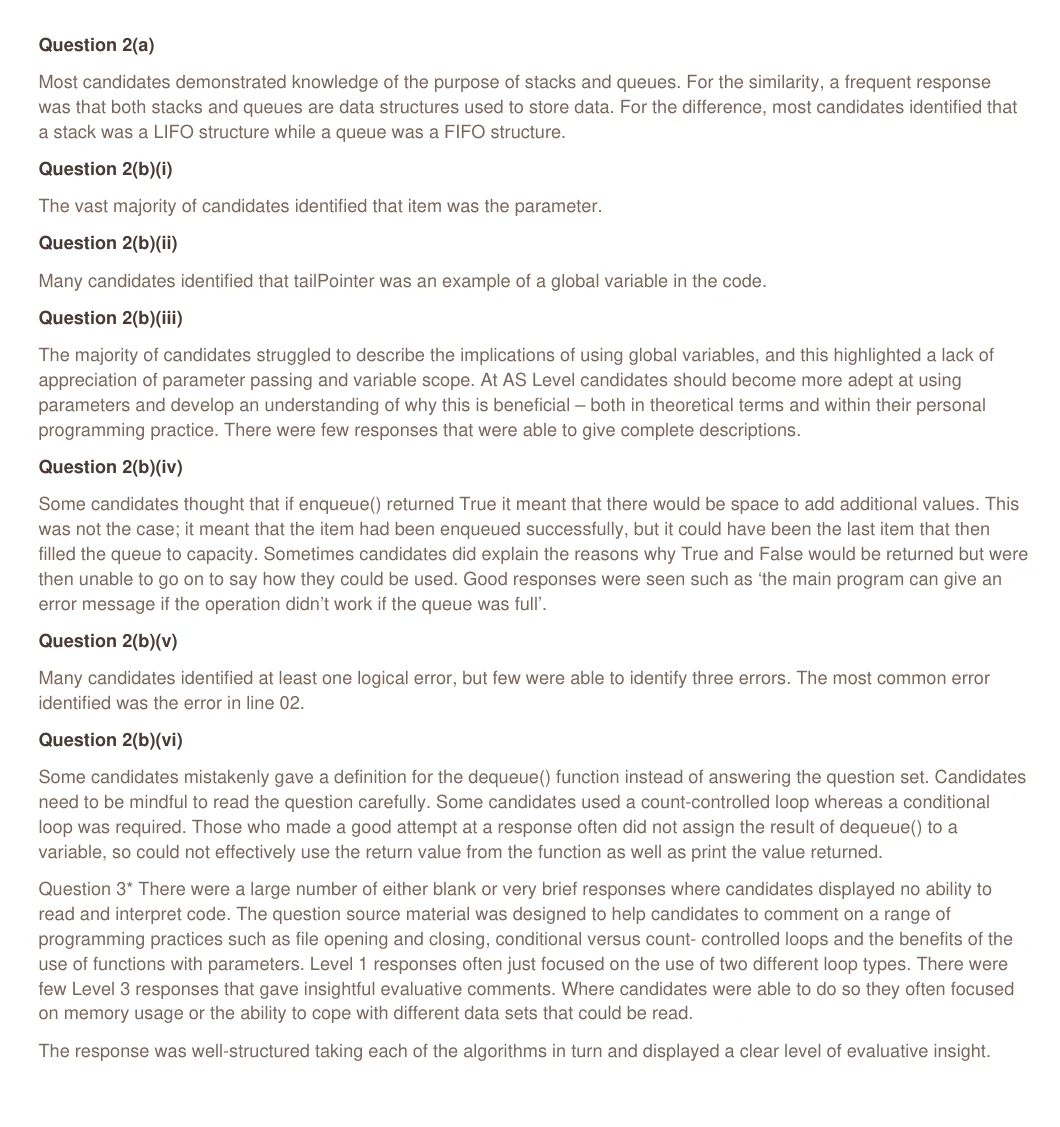 Question 2(a)
Most candidates demonstrated knowledge of the purpose of stacks and queues. For the similarity, a frequent response
was that both stacks and queues are data structures used to store data. For the difference, most candidates identified that
a stack was a LIFO structure while a queue was a FIFO structure.
Question 2(b)(i)
The vast majority of candidates identified that item was the parameter.
Question 2(b)(ii)
Many candidates identified that tailPointer was an example of a global variable in the code.
Question 2(b)(iii)
The majority of candidates struggled to describe the implications of using global variables, and this highlighted a lack of
appreciation of parameter passing and variable scope. At AS Level candidates should become more adept at using
parameters and develop an understanding of why this is beneficial – both in theoretical terms and within their personal
programming practice. There were few responses that were able to give complete descriptions.
Question 2(b)(iv)
Some candidates thought that if enqueue() returned True it meant that there would be space to add additional values. This
was not the case; it meant that the item had been enqueued successfully, but it could have been the last item that then
filled the queue to capacity. Sometimes candidates did explain the reasons why True and False would be returned but were
then unable to go on to say how they could be used. Good responses were seen such as ‘the main program can give an
error message if the operation didn’t work if the queue was full’.
Question 2(b)(v)
Many candidates identified at least one logical error, but few were able to identify three errors. The most common error
identified was the error in line 02.
Question 2(b)(vi)
Some candidates mistakenly gave a definition for the dequeue() function instead of answering the question set. Candidates
need to be mindful to read the question carefully. Some candidates used a count-controlled loop whereas a conditional
loop was required. Those who made a good attempt at a response often did not assign the result of dequeue() to a
variable, so could not effectively use the return value from the function as well as print the value returned.
Question 3* There were a large number of either blank or very brief responses where candidates displayed no ability to
read and interpret code. The question source material was designed to help candidates to comment on a range of
programming practices such as file opening and closing, conditional versus count- controlled loops and the benefits of the
use of functions with parameters. Level 1 responses often just focused on the use of two different loop types. There were
few Level 3 responses that gave insightful evaluative comments. Where candidates were able to do so they often focused
on memory usage or the ability to cope with different data sets that could be read.
The response was well-structured taking each of the algorithms in turn and displayed a clear level of evaluative insight.